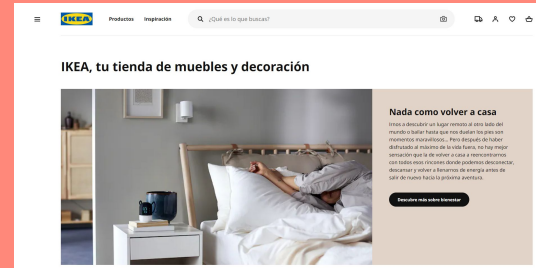 IKEA
Productos Inspiración
¿Qué es lo que buscas?
IKEA, tu tienda de muebles y decoración
Nada como volver a casa
Irnos a descubrir un lugar remoto al otro lado del
mundo o bailar hasta que nos duelan los pies son
momentos maravillosos... Pero después de haber
disfrutado al máximo de la vida fuera, no hay mejor
sensación que la de volver a casa a reencontrarnos
con todos esos rincones donde podemos desconectar,
descansar y volver a llenarnos de energía antes de
salir de nuevo hacia la próxima aventura.
Descubre más sobre bienestar